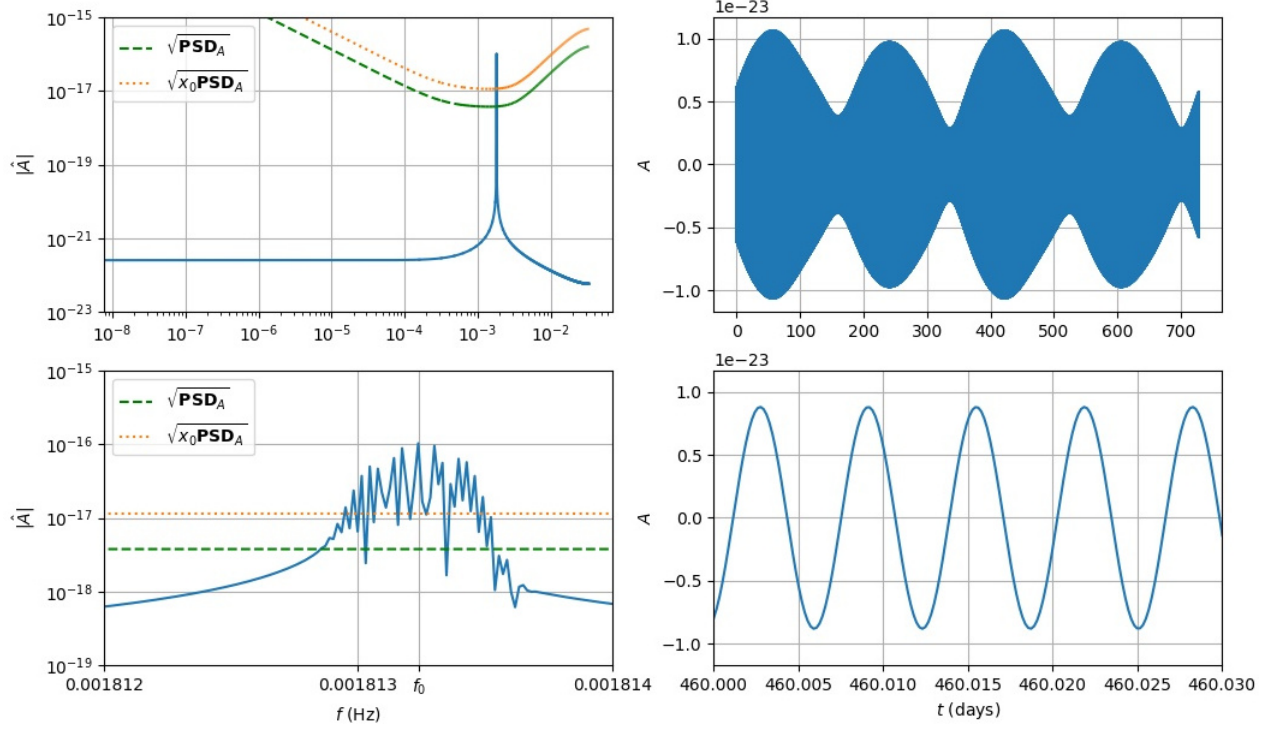 10⁻¹⁵
10⁻¹⁷
10⁻¹⁹
10⁻²¹
10⁻²³
|Â|
√PSD_A
√x₀PSD_A
10⁻⁸ 10⁻⁷ 10⁻⁶ 10⁻⁵ 10⁻⁴ 10⁻³ 10⁻²
1e−23
1.0
0.5
0.0
−0.5
−1.0
A
0 100 200 300 400 500 600 700
10⁻¹⁵
10⁻¹⁶
10⁻¹⁷
10⁻¹⁸
10⁻¹⁹
|Â|
√PSD_A
√x₀PSD_A
0.001812 0.001813 f₀ 0.001814
f (Hz)
1e−23
1.0
0.5
0.0
−0.5
−1.0
A
460.000 460.005 460.010 460.015 460.020 460.025 460.030
t (days)